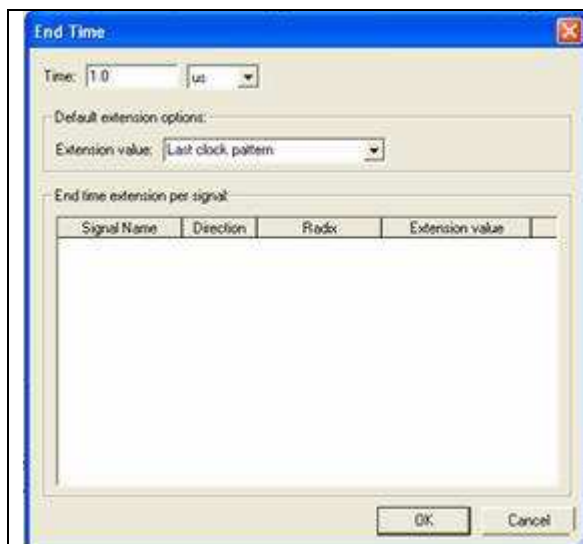 End Time
Time: 1.0 us
Default extension options:
Extension value: Last clock pattern
End time extension per signal:
Signal Name Direction Radix Extension value
OK Cancel